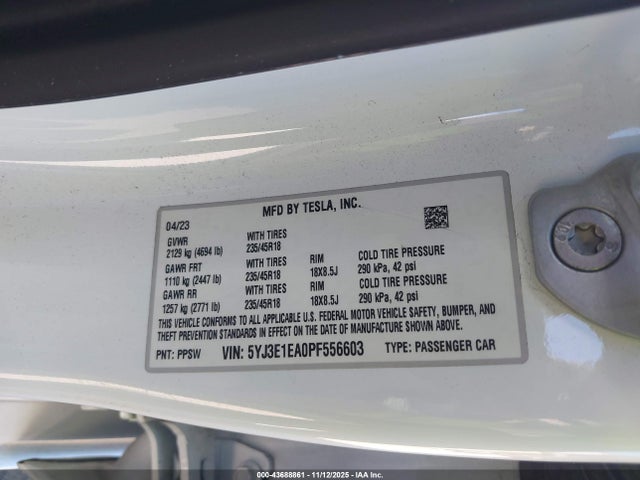 MFD BY TESLA, INC.
04/23
GVWR WITH TIRES
2129 kg (4694 lb) 235/45R18
GAWR FRT WITH TIRES RIM COLD TIRE PRESSURE
1110 kg (2447 lb) 235/45R18 18X8.5J 290 kPa, 42 psi
GAWR RR WITH TIRES RIM COLD TIRE PRESSURE
1257 kg (2771 lb) 235/45R18 18X8.5J 290 kPa, 42 psi
THIS VEHICLE CONFORMS TO ALL APPLICABLE U.S. FEDERAL MOTOR VEHICLE SAFETY, BUMPER, AND
THEFT PREVENTION STANDARDS IN EFFECT ON THE DATE OF MANUFACTURE SHOWN ABOVE.
PNT: PPSW VIN: 5YJ3E1EA0PF556603 TYPE: PASSENGER CAR
000-43688861 - 11/12/2025 - IAA Inc.